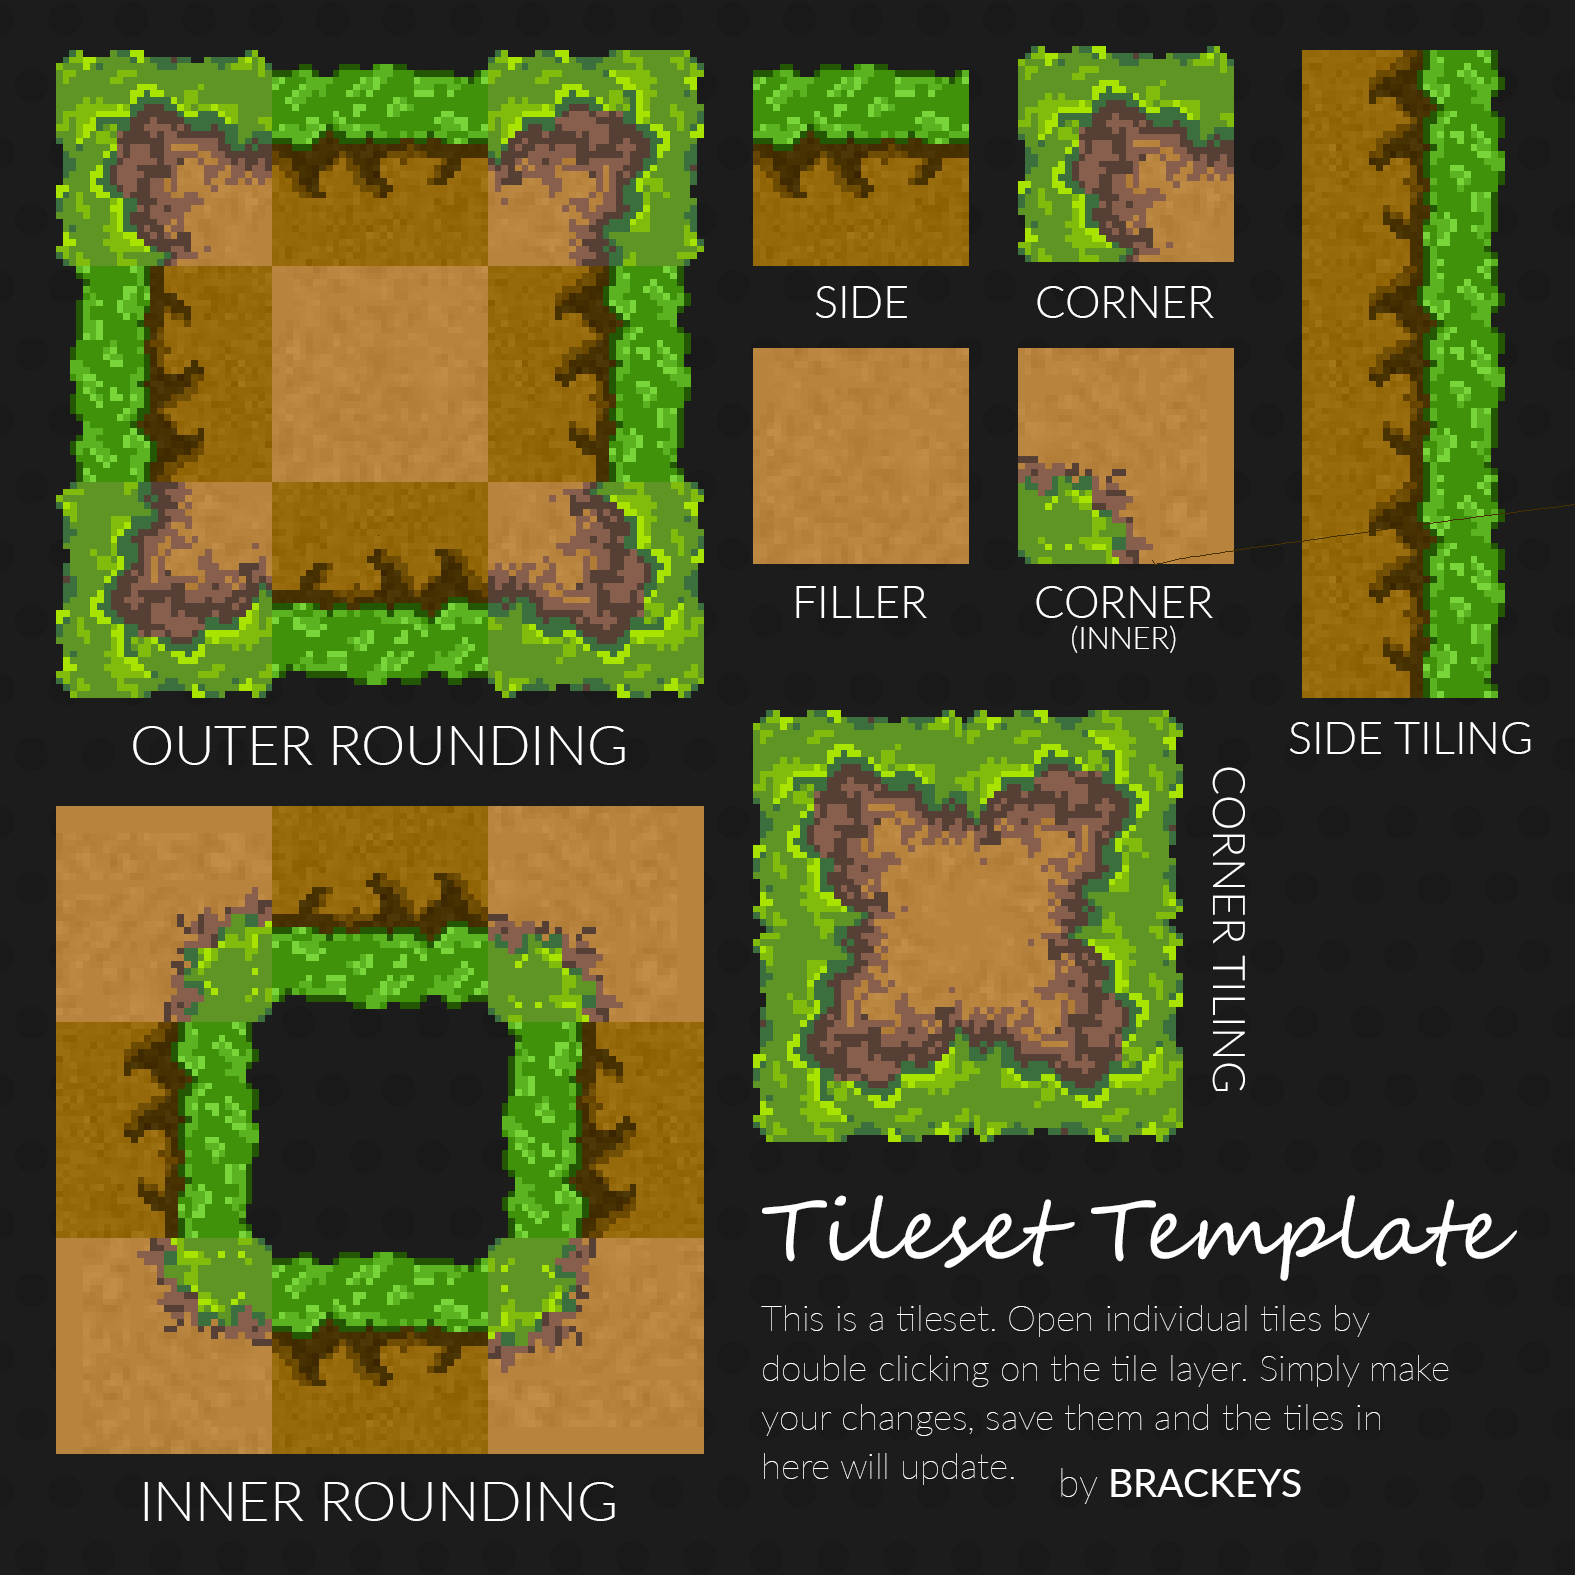 SIDE
CORNER
FILLER
CORNER
(INNER)
OUTER ROUNDING
SIDE TILING
CORNER TILING
INNER ROUNDING
Tileset Template
This is a tileset. Open individual tiles by
double clicking on the tile layer. Simply make
your changes, save them and the tiles in
here will update.
by BRACKEYS